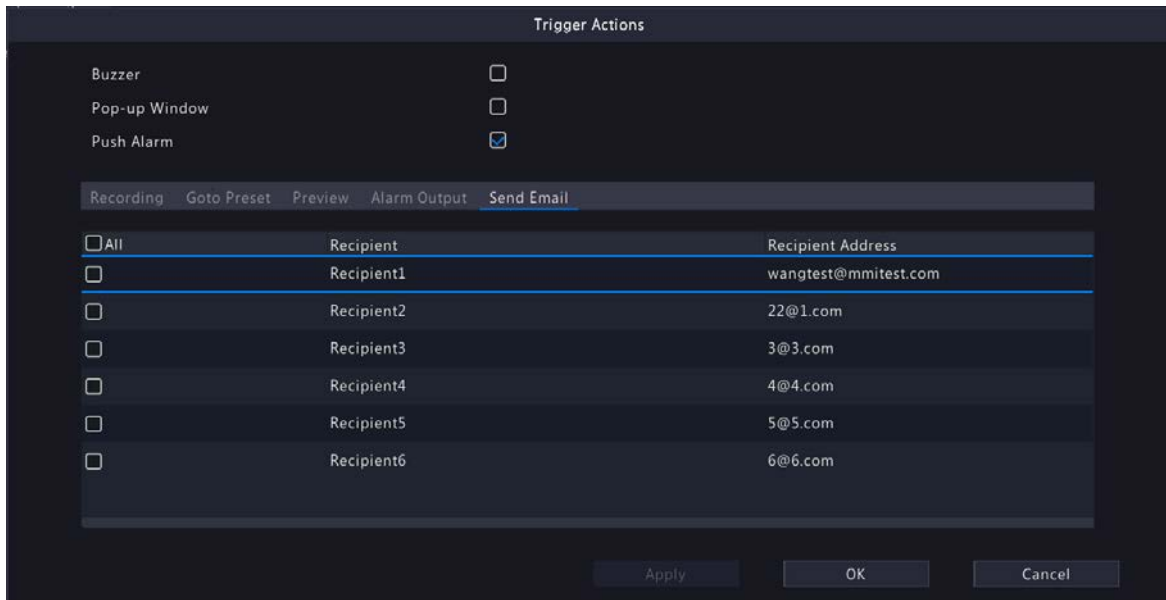 Trigger Actions
Buzzer
Pop-up Window
Push Alarm
Recording Goto Preset Preview Alarm Output Send Email
All Recipient Recipient Address
Recipient1 wangtest@mmitest.com
Recipient2 22@1.com
Recipient3 3@3.com
Recipient4 4@4.com
Recipient5 5@5.com
Recipient6 6@6.com
Apply OK Cancel